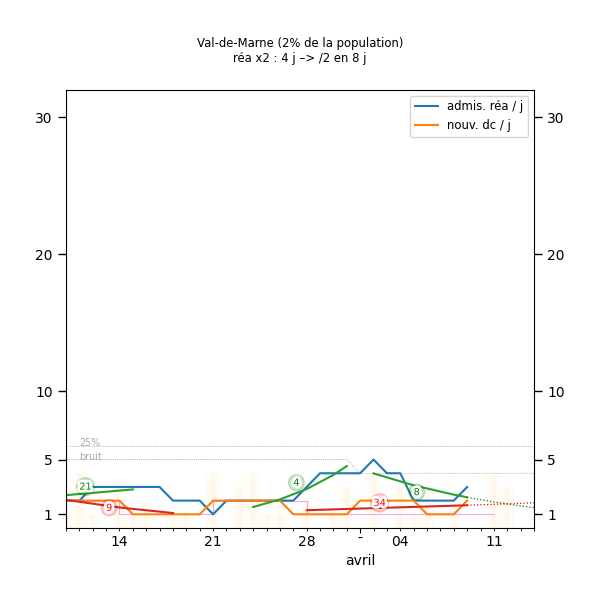 Val-de-Marne (2% de la population)
réa x2 : 4 j –> /2 en 8 j
admis. réa / j
nouv. dc / j
30 30
20 20
10 10
25%
bruit
5 5
21 4 8
9 34
1 1
14 21 28 - 04 11
avril